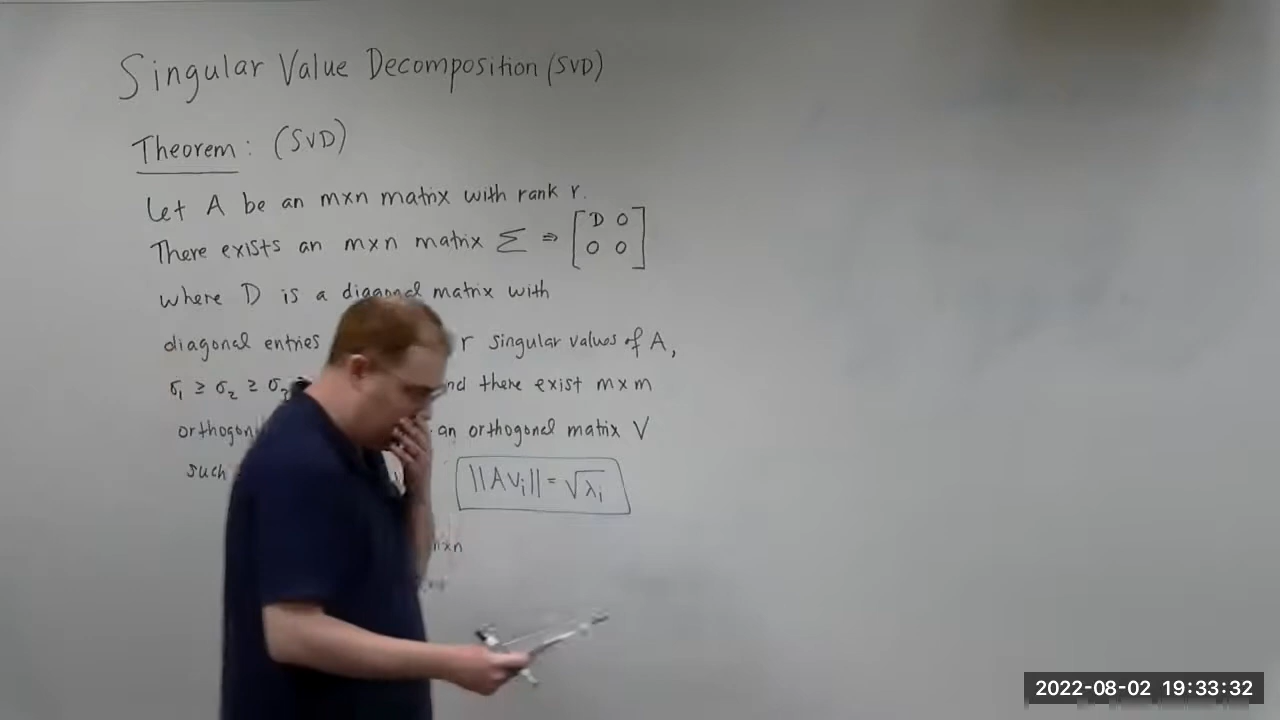 Singular Value Decomposition (SVD)
Theorem: (SVD)
Let A be an m×n matrix with rank r.
There exists an m×n matrix Σ ⇒ [D 0
0 0]
where D is a diagonal matrix with
diagonal entries r singular values of A,
σ₁ ≥ σ₂ ≥ σ₃ there exist m×m
an orthogonal matrix V
such
||AVᵢ|| = √λᵢ
m×n
2022-08-02 19:33:32